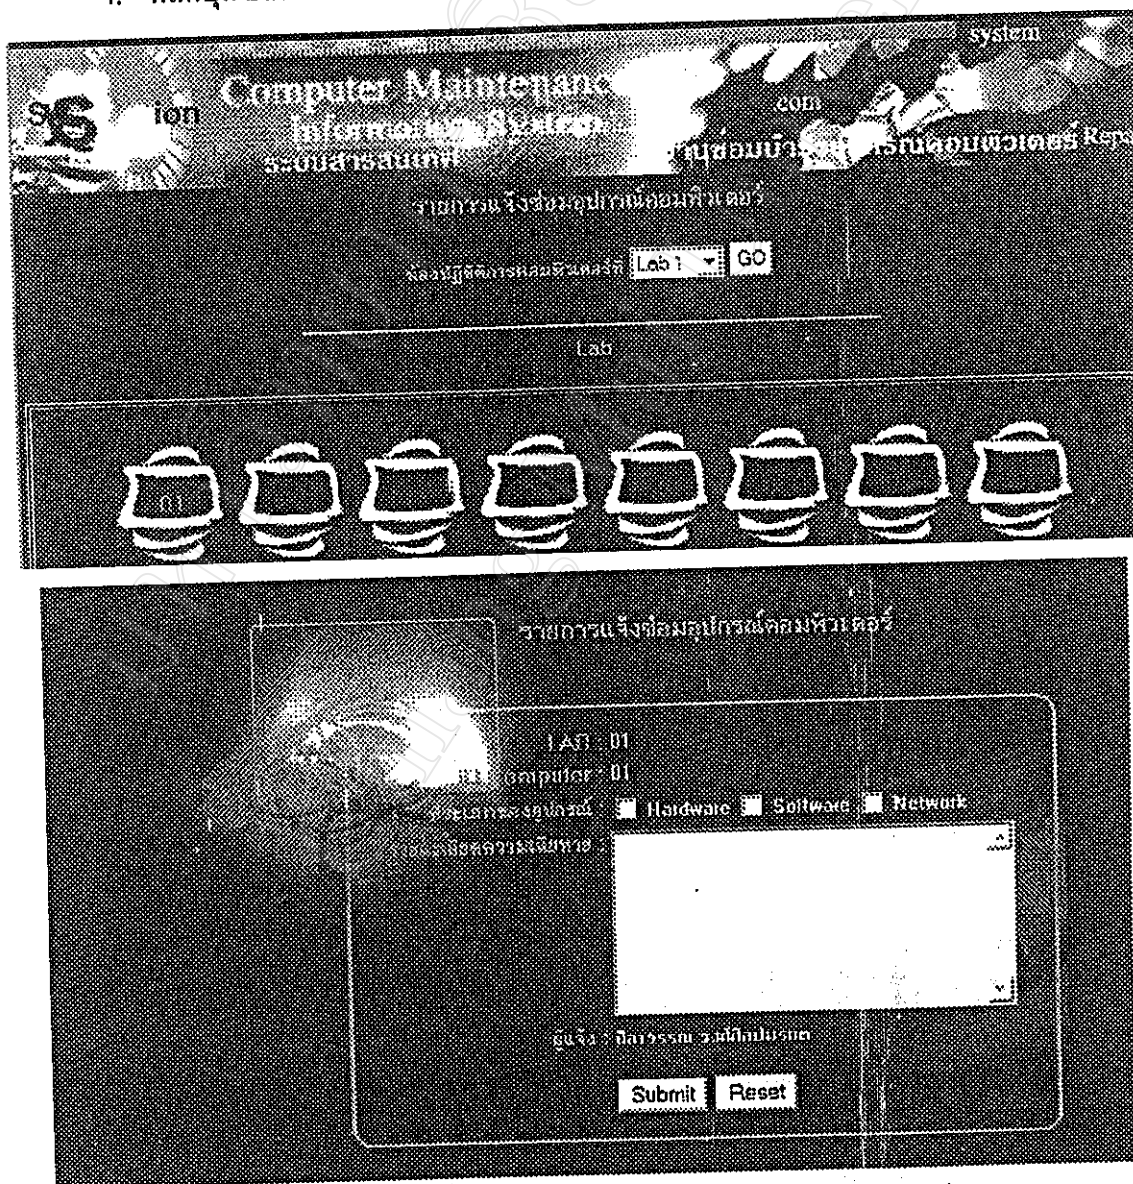 system
Computer Maintenanc
com
ion
Information System
ระบบสารสนเทศ
รายการแจ้งซ่อมอุปกรณ์คอมพิวเตอร์
ห้องปฏิบัติการคอมพิวเตอร์ที่ Lab 1 GO
Lab
01
รายการแจ้งซ่อมอุปกรณ์คอมพิวเตอร์
LAB : 01
omputer : 01
ประเภทของอุปกรณ์ : Hardware Software Network
รายละเอียดความเสียหาย :
ผู้แจ้ง :
Submit Reset